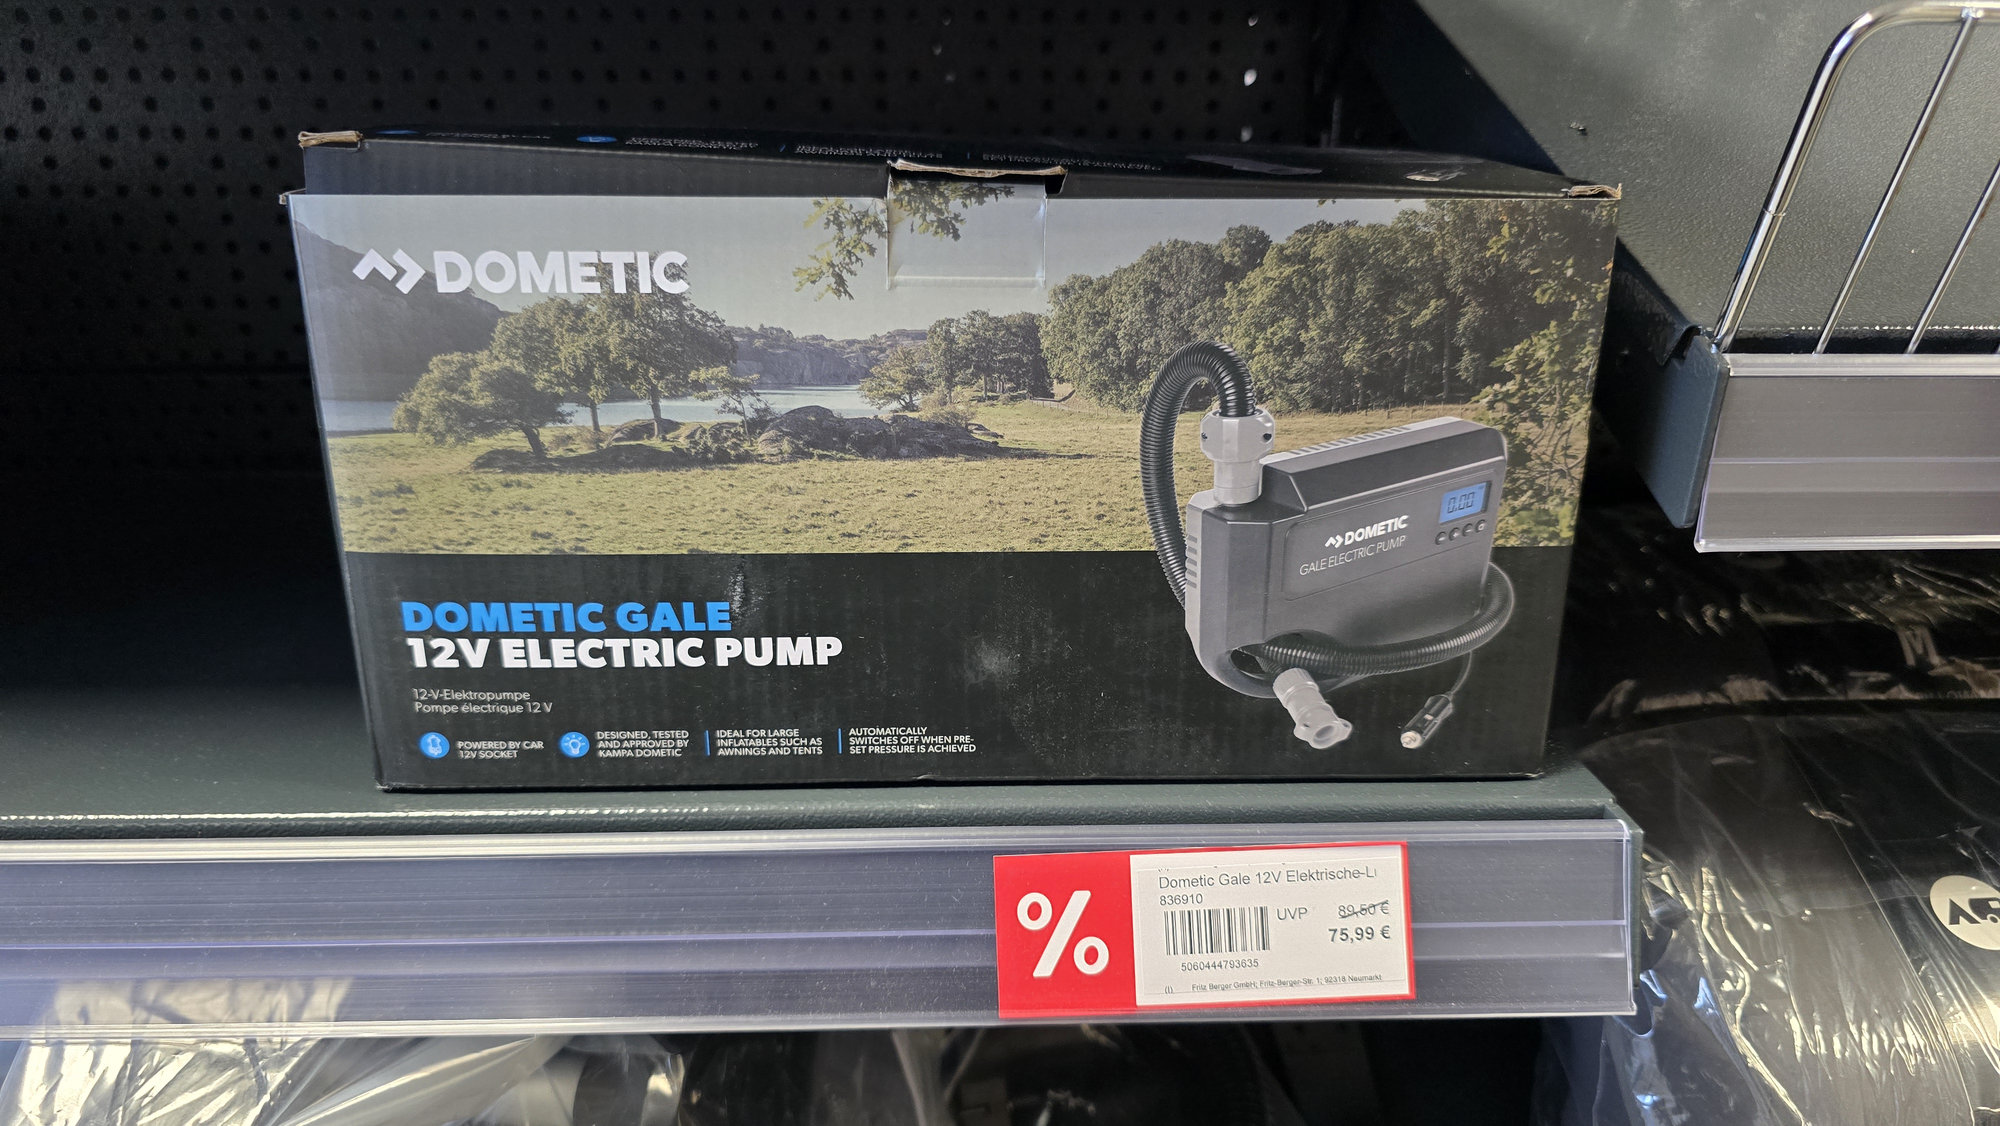 DOMETIC
0.00
DOMETIC
GALE ELECTRIC PUMP
DOMETIC GALE
12V ELECTRIC PUMP
12-V-Elektropumpe
Pompe électrique 12 V
POWERED BY CAR
12V SOCKET
DESIGNED, TESTED
AND APPROVED BY
KAMPA DOMETIC
IDEAL FOR LARGE
INFLATABLES SUCH AS
AWNINGS AND TENTS
AUTOMATICALLY
SWITCHES OFF WHEN PRE-
SET PRESSURE IS ACHIEVED
%
Dometic Gale 12V Elektrische-L
836910
UVP 89,50 €
75,99 €
5060444793635
Fritz Berger GmbH; Fritz-Berger-Str. 1; 92318 Neumarkt